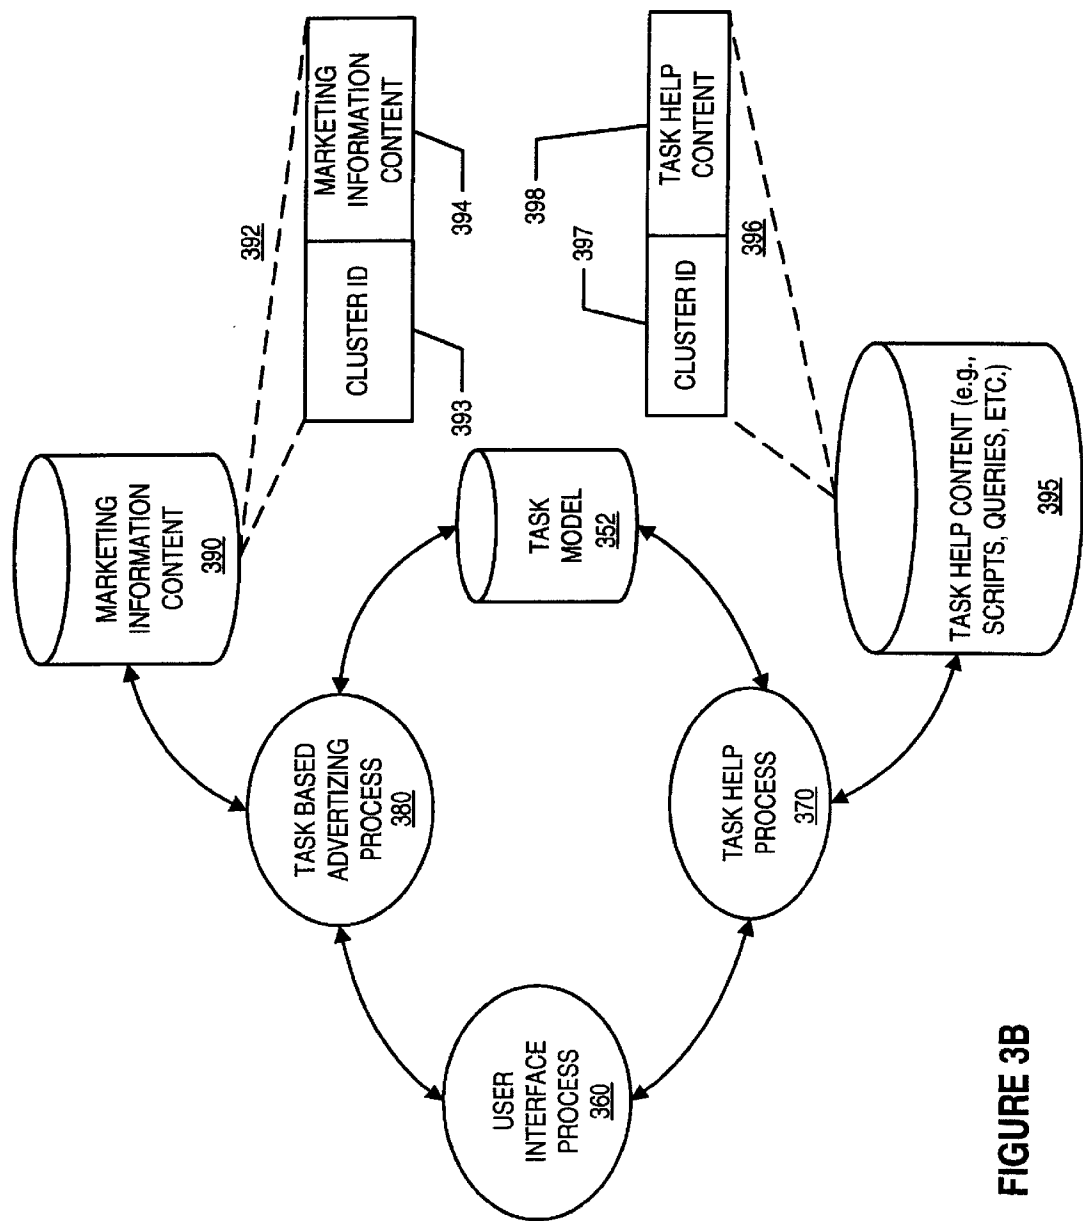 MARKETING
INFORMATION
CONTENT
390
392
CLUSTER ID
MARKETING
INFORMATION
CONTENT
393
394
TASK BASED
ADVERTIZING
PROCESS
380
USER
INTERFACE
PROCESS
360
TASK
MODEL
352
397
398
CLUSTER ID
TASK HELP
CONTENT
396
TASK HELP
PROCESS
370
TASK HELP CONTENT (e.g.,
SCRIPTS, QUERIES, ETC.)
395
FIGURE 3B